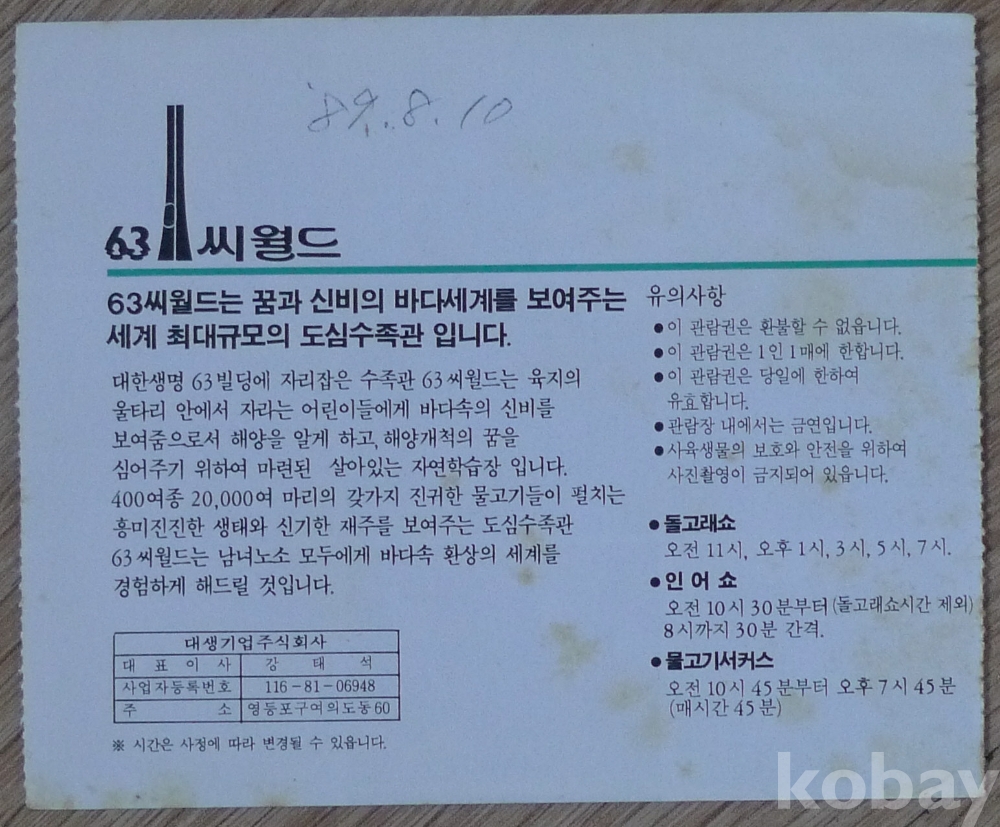 '89. 8. 10
63 씨월드
63씨월드는 꿈과 신비의 바다세계를 보여주는
세계 최대규모의 도심수족관 입니다.
대한생명 63빌딩에 자리잡은 수족관 63씨월드는 육지의
울타리 안에서 자라는 어린이들에게 바다속의 신비를
보여줌으로서 해양을 알게 하고, 해양개척의 꿈을
심어주기 위하여 마련된 살아있는 자연학습장 입니다.
400여종 20,000여 마리의 갖가지 진귀한 물고기들이 펼치는
흥미진진한 생태와 신기한 재주를 보여주는 도심수족관
63씨월드는 남녀노소 모두에게 바다속 환상의 세계를
경험하게 해드릴 것입니다.
대생기업주식회사
대 표 이 사 강 태 석
사업자등록번호 116-81-06948
주 소 영등포구여의도동60
※ 시간은 사정에 따라 변경될 수 있읍니다.
유의사항
● 이 관람권은 환불할 수 없읍니다.
● 이 관람권은 1인 1매에 한합니다.
● 이 관람권은 당일에 한하여
유효합니다.
● 관람장 내에서는 금연입니다.
● 사육생물의 보호와 안전을 위하여
사진촬영이 금지되어 있읍니다.
● 돌고래쇼
오전 11시, 오후 1시, 3시, 5시, 7시.
● 인 어 쇼
오전 10시 30분부터 (돌고래쇼시간 제외)
8시까지 30분 간격.
● 물고기서커스
오전 10시 45분부터 오후 7시 45분
(매시간 45분)
kobay